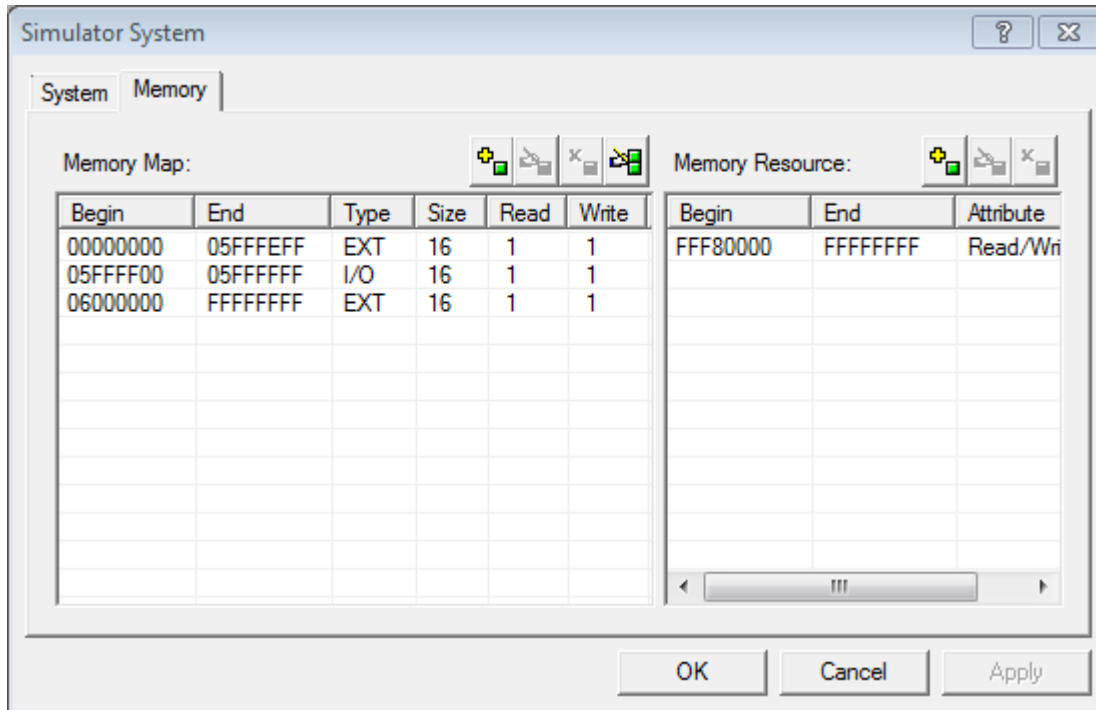 Simulator System
System Memory
Memory Map: Memory Resource:
Begin End Type Size Read Write Begin End Attribute
00000000 05FFFEFF EXT 16 1 1 FFF80000 FFFFFFFF Read/Wri
05FFFF00 05FFFFFF I/O 16 1 1
06000000 FFFFFFFF EXT 16 1 1
OK Cancel Apply